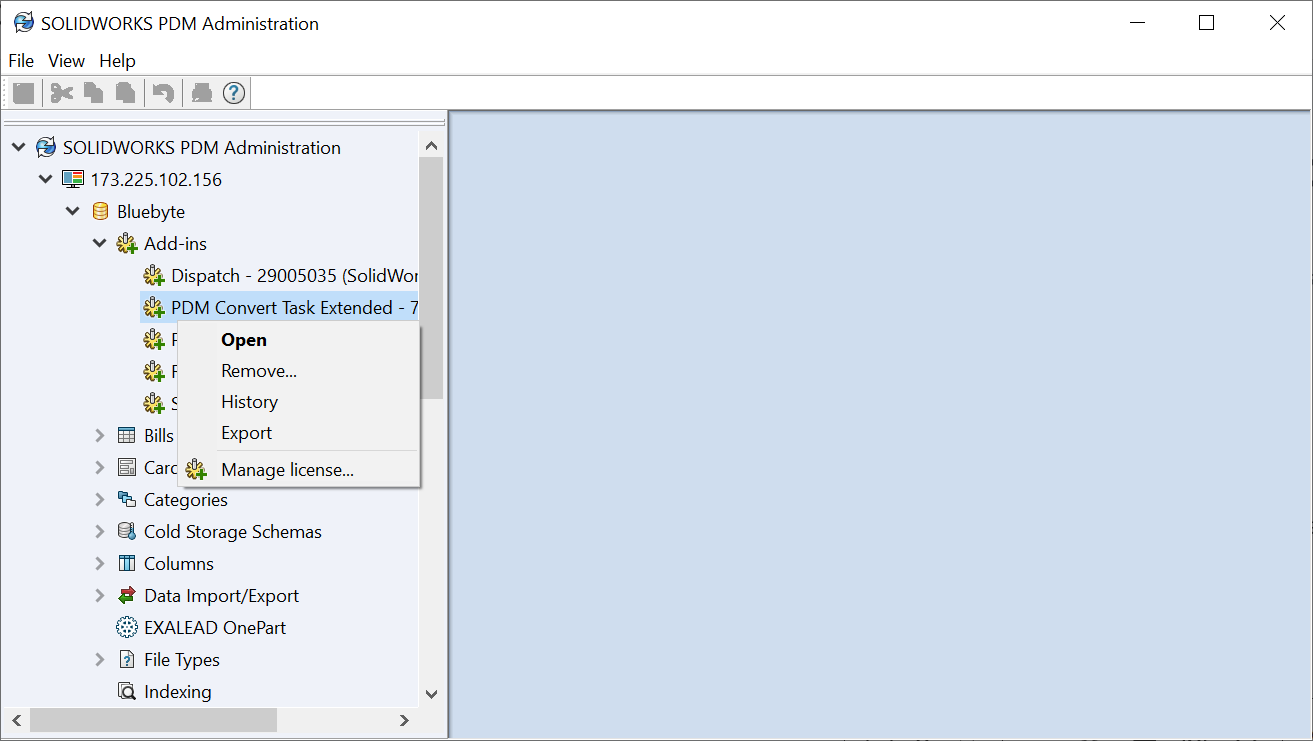 SOLIDWORKS PDM Administration
File View Help
SOLIDWORKS PDM Administration
173.225.102.156
Bluebyte
Add-ins
Dispatch - 29005035 (SolidWor
PDM Convert Task Extended - 7
Open
Remove...
History
Export
Manage license...
Bills
Categories
Cold Storage Schemas
Columns
Data Import/Export
EXALEAD OnePart
File Types
Indexing